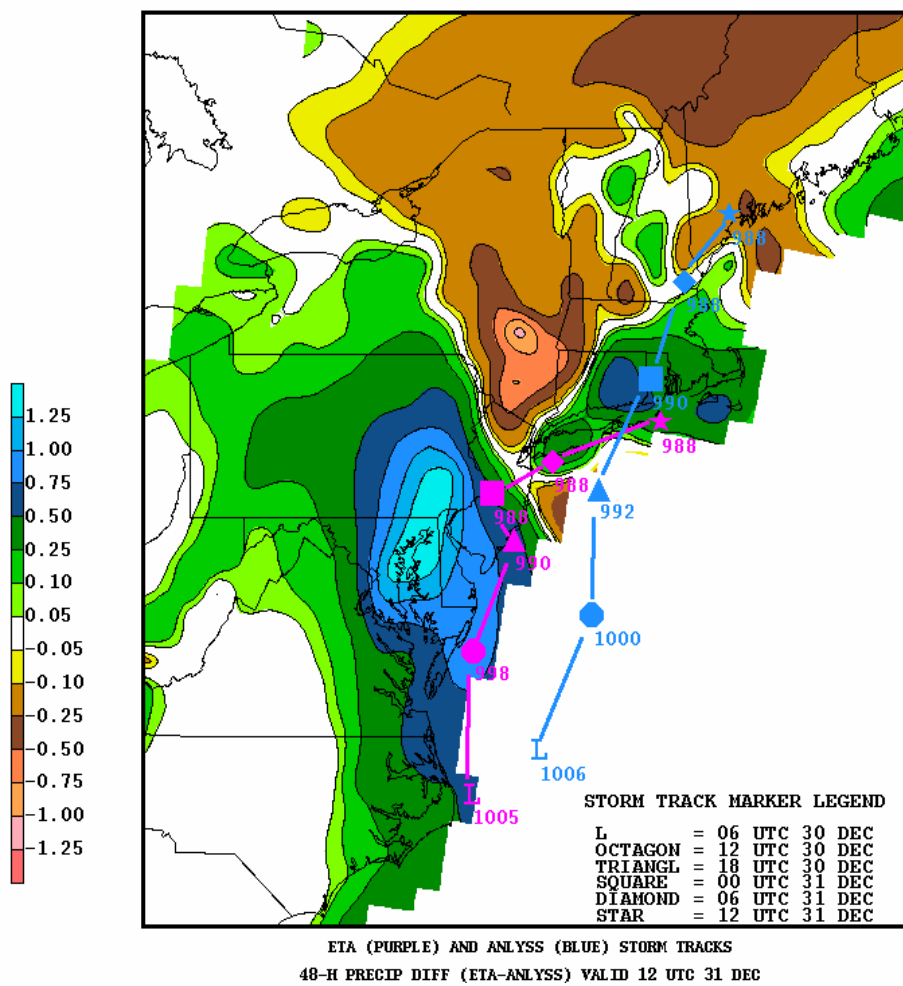 1.25
1.00
0.75
0.50
0.25
0.10
0.05
-0.05
-0.10
-0.25
-0.50
-0.75
-1.00
-1.25
988
988
990
988
988
988
992
990
1000
998
L
1006
L
1005
STORM TRACK MARKER LEGEND
L = 06 UTC 30 DEC
OCTAGON = 12 UTC 30 DEC
TRIANGL = 18 UTC 30 DEC
SQUARE = 00 UTC 31 DEC
DIAMOND = 06 UTC 31 DEC
STAR = 12 UTC 31 DEC
ETA (PURPLE) AND ANLYSS (BLUE) STORM TRACKS
48-H PRECIP DIFF (ETA-ANLYSS) VALID 12 UTC 31 DEC